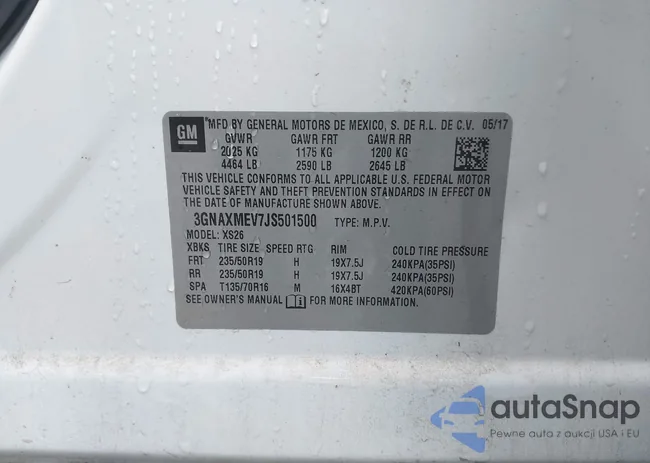 GM
MFD BY GENERAL MOTORS DE MEXICO, S. DE R.L. DE C.V. 05/17
GVWR GAWR FRT GAWR RR
2025 KG 1175 KG 1200 KG
4464 LB 2590 LB 2645 LB
THIS VEHICLE CONFORMS TO ALL APPLICABLE U.S. FEDERAL MOTOR
VEHICLE SAFETY AND THEFT PREVENTION STANDARDS IN EFFECT ON
THE DATE OF MANUFACTURE SHOWN ABOVE.
3GNAXMEV7JS501500 TYPE: M.P.V.
MODEL: XS26
XBKS TIRE SIZE SPEED RTG RIM COLD TIRE PRESSURE
FRT 235/50R19 H 19X7.5J 240KPA(35PSI)
RR 235/50R19 H 19X7.5J 240KPA(35PSI)
SPA T135/70R16 M 16X4BT 420KPA(60PSI)
SEE OWNER'S MANUAL i FOR MORE INFORMATION.
autoSnap
Pewne auta z aukcji USA i EU